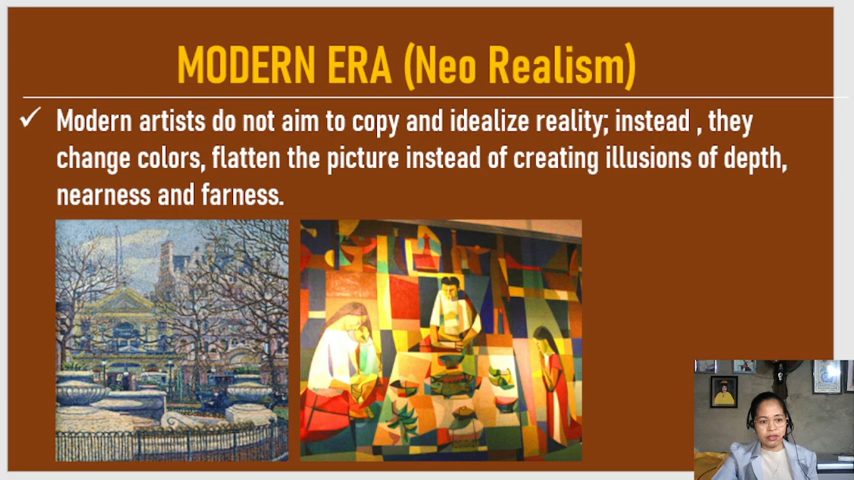 MODERN ERA (Neo Realism)
Modern artists do not aim to copy and idealize reality; instead , they
change colors, flatten the picture instead of creating illusions of depth,
nearness and farness.